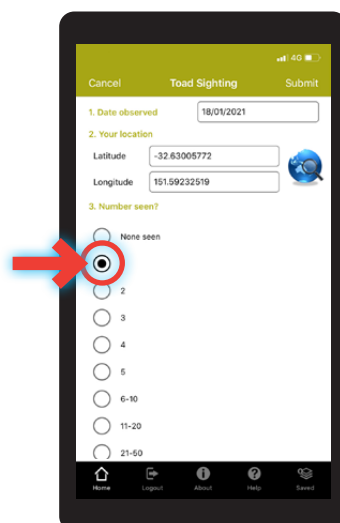 4G
Cancel Toad Sighting Submit
1. Date observed 18/01/2021
2. Your location
Latitude -32.63005772
Longitude 151.59232519
3. Number seen?
None seen
2
3
4
5
6-10
11-20
21-50
Home Logout About Help Saved